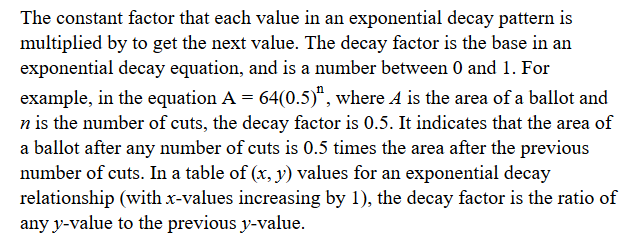 The constant factor that each value in an exponential decay pattern is
multiplied by to get the next value. The decay factor is the base in an
exponential decay equation, and is a number between 0 and 1. For
example, in the equation A = 64(0.5)ⁿ, where A is the area of a ballot and
n is the number of cuts, the decay factor is 0.5. It indicates that the area of
a ballot after any number of cuts is 0.5 times the area after the previous
number of cuts. In a table of (x, y) values for an exponential decay
relationship (with x-values increasing by 1), the decay factor is the ratio of
any y-value to the previous y-value.